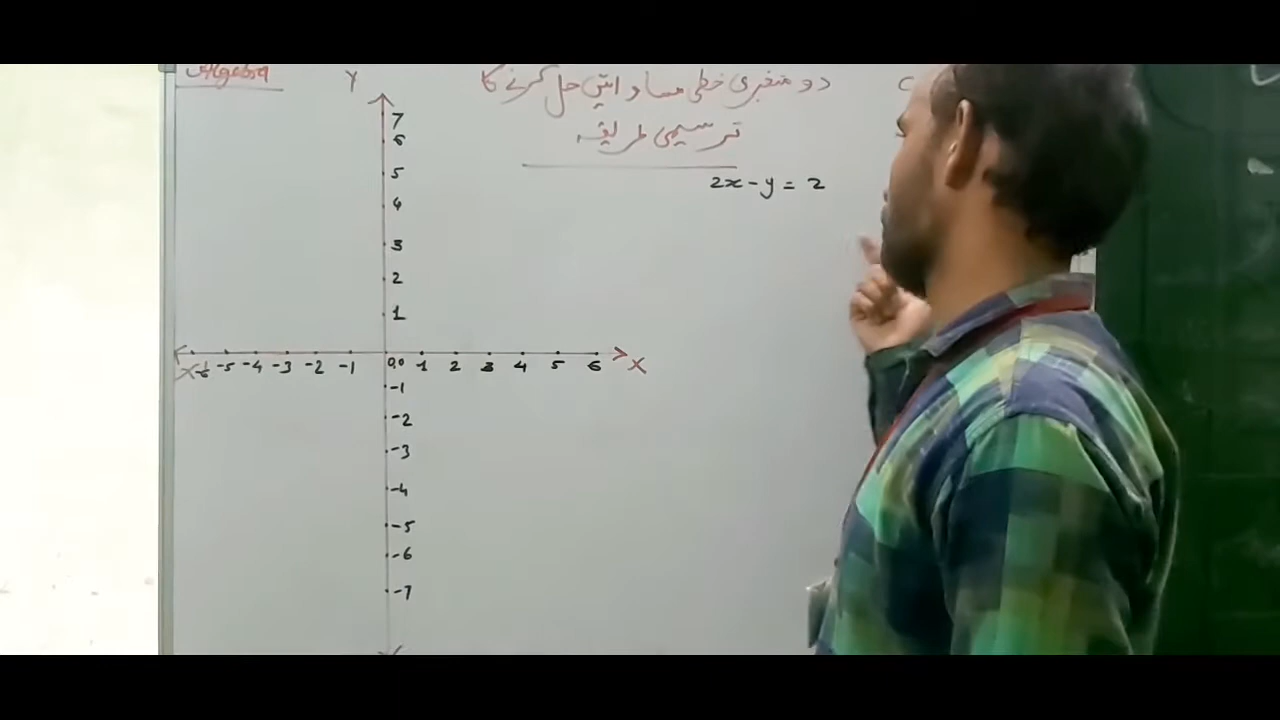 Algebra
دو متغیری خطی مساواتیں حل کرنے کا
ترسیمی طریقہ
2x - y = 2
Y
7
6
5
4
3
2
1
-6 -5 -4 -3 -2 -1 0,0 1 2 3 4 5 6 X
-1
-2
-3
-4
-5
-6
-7